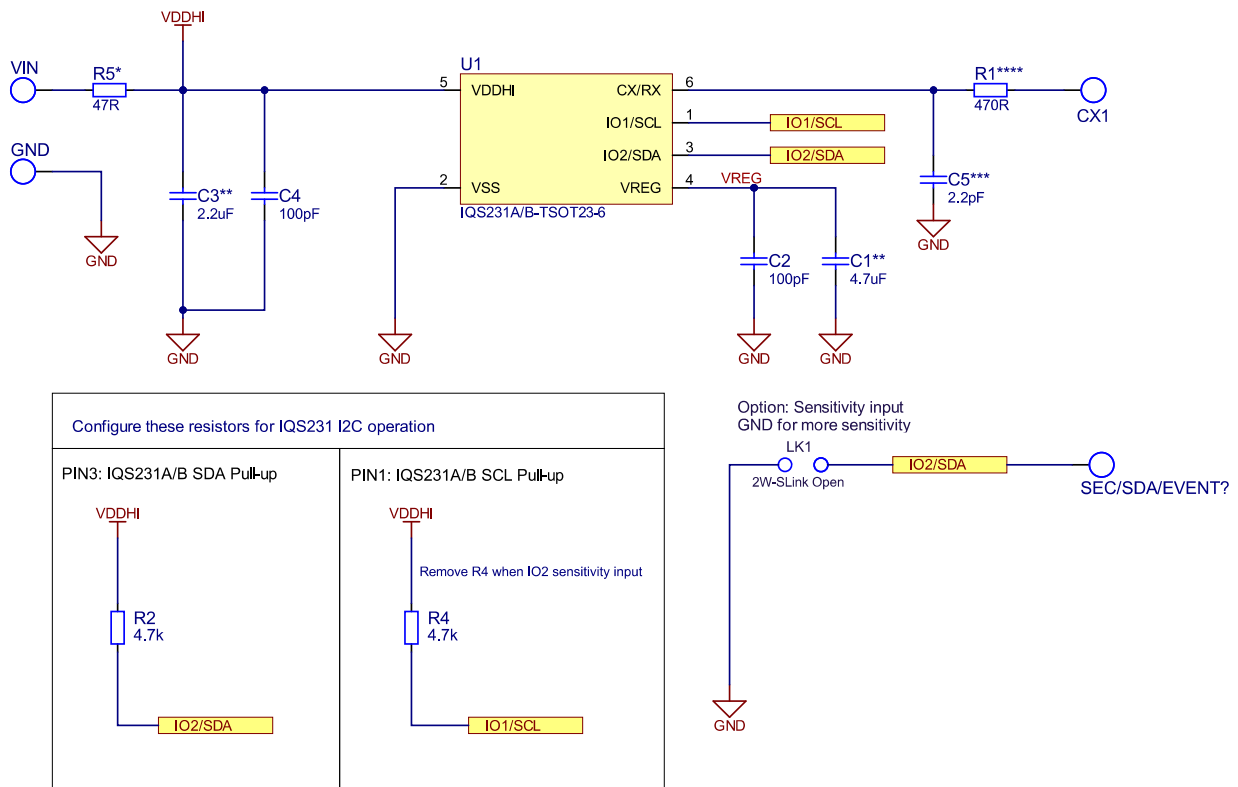 VDDHI
VIN
R5*
47R
GND
GND
C3**
2.2uF
C4
100pF
GND
U1
5
VDDHI
CX/RX
6
IO1/SCL
1
IO1/SCL
IO2/SDA
3
IO2/SDA
2
VSS
VREG
4
VREG
IQS231A/B-TSOT23-6
GND
R1****
470R
CX1
C5***
2.2pF
GND
C2
100pF
C1**
4.7uF
GND
GND
Configure these resistors for IQS231 I2C operation
PIN3: IQS231A/B SDA Pull-up
VDDHI
R2
4.7k
IO2/SDA
PIN1: IQS231A/B SCL Pull-up
VDDHI
Remove R4 when IO2 sensitivity input
R4
4.7k
IO1/SCL
Option: Sensitivity input
GND for more sensitivity
LK1
2W-SLink Open
IO2/SDA
SEC/SDA/EVENT?
GND